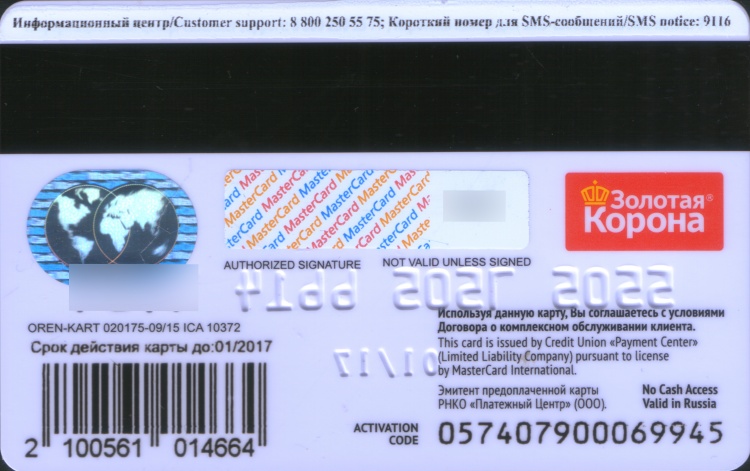 Информационный центр/Customer support: 8 800 250 55 75; Короткий номер для SMS-сообщений/SMS notice: 9116
MasterCard MasterCard MasterCard
Золотая®
Корона
AUTHORIZED SIGNATURE NOT VALID UNLESS SIGNED
OREN-KART 020175-09/15 ICA 10372
Срок действия карты до:01/2017
Используя данную карту, Вы соглашаетесь с условиями
Договора о комплексном обслуживании клиента.
This card is issued by Credit Union «Payment Center»
(Limited Liability Company) pursuant to license
by MasterCard International.
Эмитент предоплаченной карты
РНКО «Платежный Центр» (ООО).
No Cash Access
Valid in Russia
2 100561 014664
ACTIVATION
CODE
057407900069945